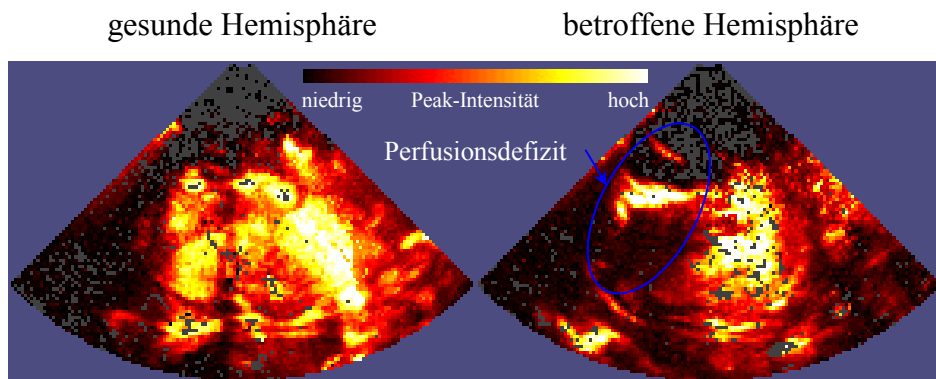 gesunde Hemisphäre
betroffene Hemisphäre
niedrig Peak-Intensität hoch
Perfusionsdefizit